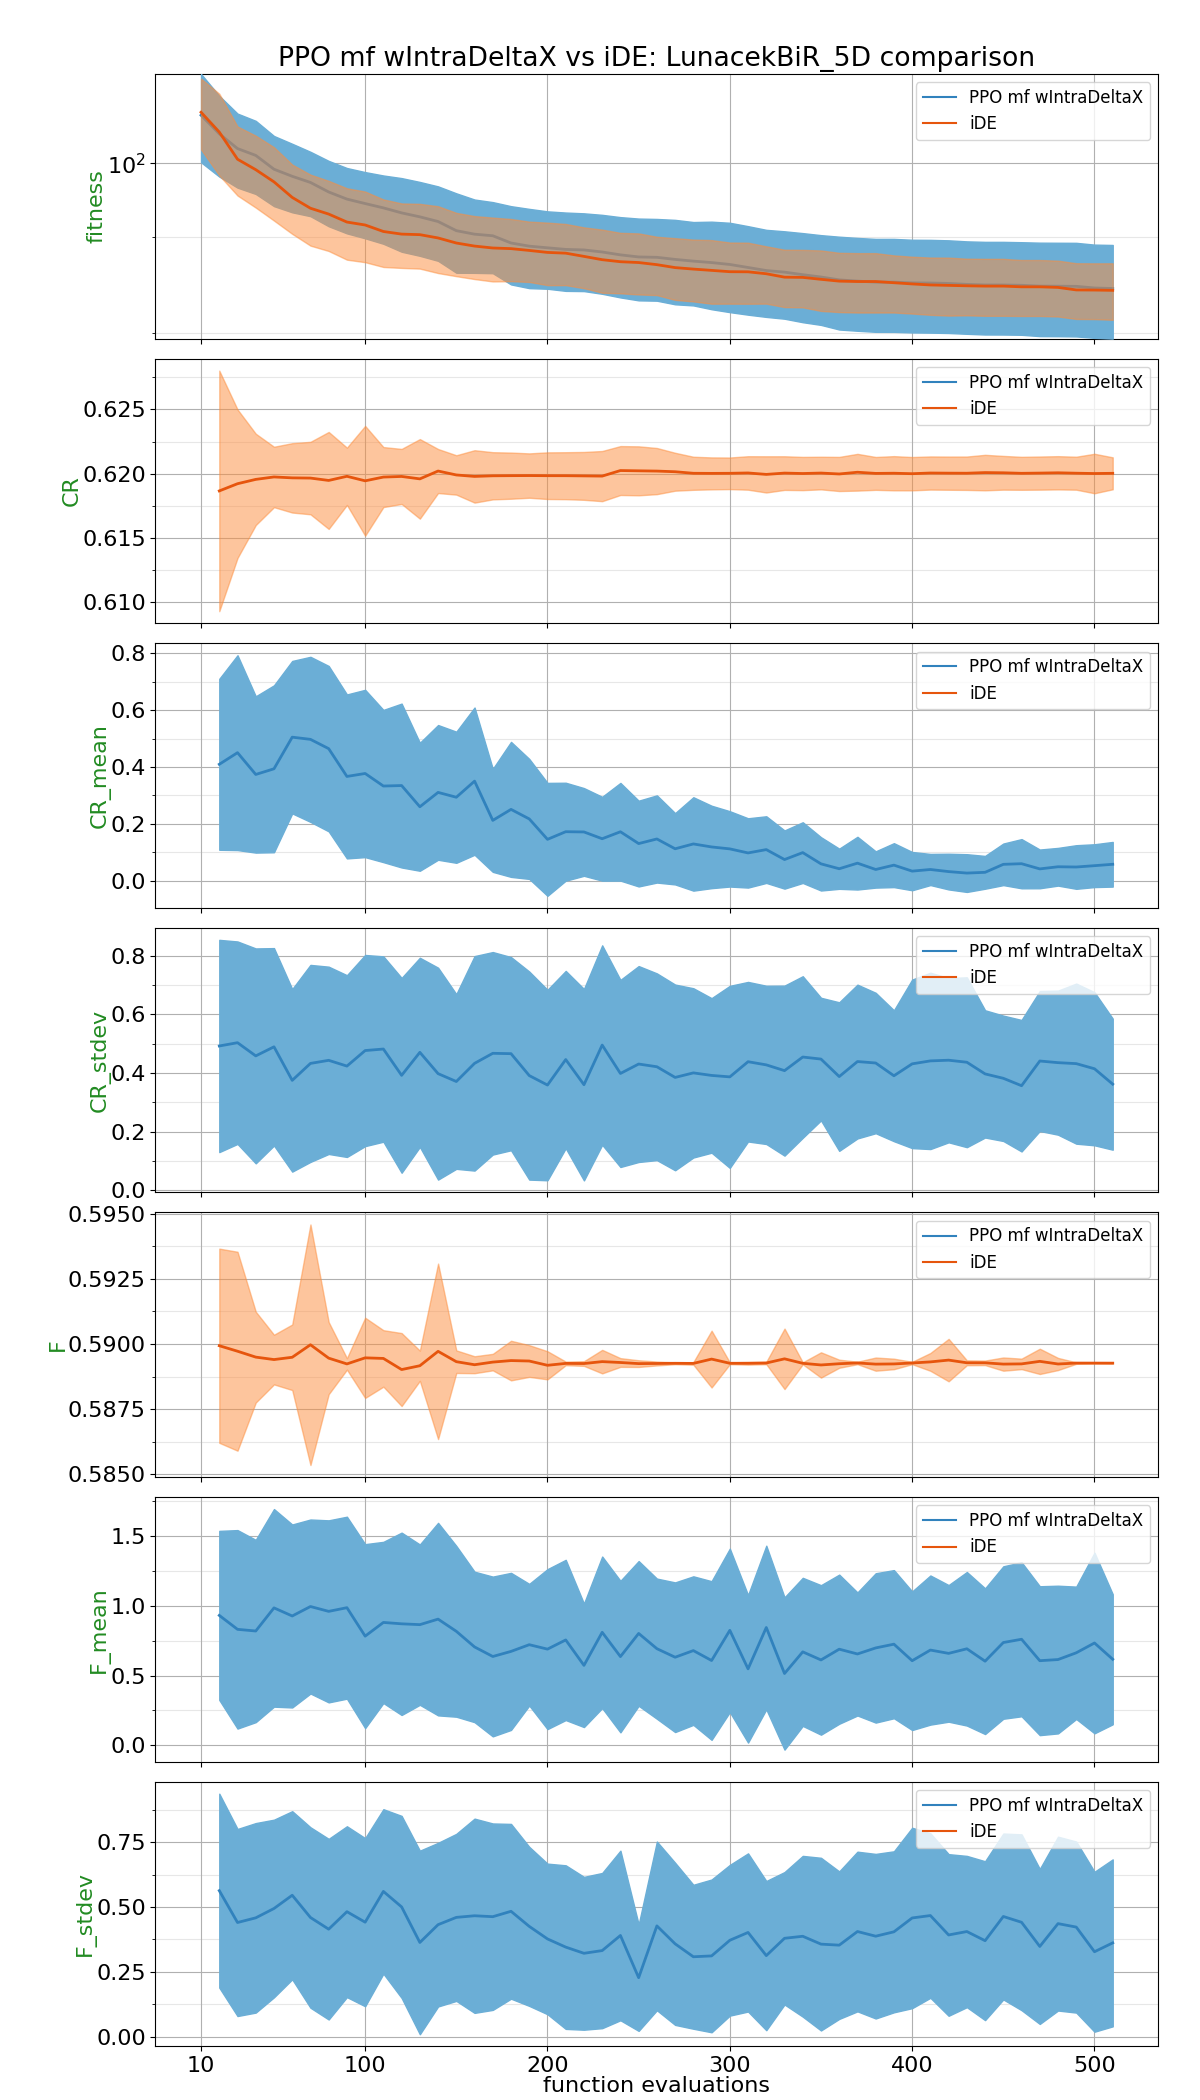 PPO mf wIntraDeltaX vs iDE: LunacekBiR_5D comparison
fitness
10²
PPO mf wIntraDeltaX
iDE
CR
0.625
0.620
0.615
0.610
PPO mf wIntraDeltaX
iDE
CR_mean
0.8
0.6
0.4
0.2
0.0
PPO mf wIntraDeltaX
iDE
CR_stdev
0.8
0.6
0.4
0.2
0.0
PPO mf wIntraDeltaX
iDE
F
0.5950
0.5925
0.5900
0.5875
0.5850
PPO mf wIntraDeltaX
iDE
F_mean
1.5
1.0
0.5
0.0
PPO mf wIntraDeltaX
iDE
F_stdev
0.75
0.50
0.25
0.00
PPO mf wIntraDeltaX
iDE
10 100 200 300 400 500
function evaluations